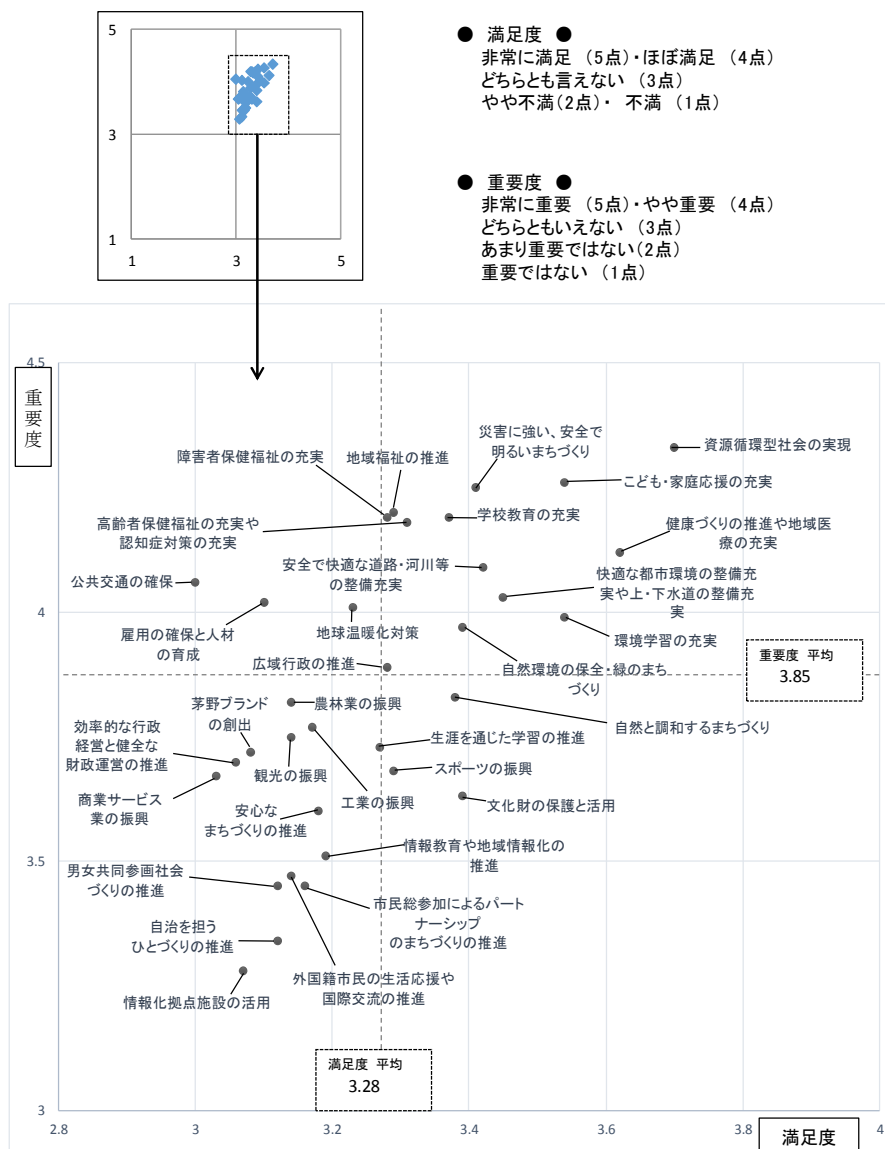 5
3
1
1
3
5
● 満足度 ●
非常に満足 （5点）・ほぼ満足 （4点）
どちらとも言えない （3点）
やや不満（2点）・ 不満 （1点）
● 重要度 ●
非常に重要 （5点）・やや重要 （4点）
どちらともいえない （3点）
あまり重要ではない（2点）
重要ではない （1点）
4.5
重要度
障害者保健福祉の充実
地域福祉の推進
災害に強い、安全で
明るいまちづくり
資源循環型社会の実現
こども・家庭応援の充実
高齢者保健福祉の充実や
認知症対策の充実
学校教育の充実
健康づくりの推進や地域医
療の充実
公共交通の確保
安全で快適な道路・河川等
の整備充実
快適な都市環境の整備充
実や上・下水道の整備充
実
4
雇用の確保と人材
の育成
地球温暖化対策
環境学習の充実
広域行政の推進
自然環境の保全・緑のまち
づくり
重要度 平均
3.85
茅野ブランド
の創出
農林業の振興
自然と調和するまちづくり
効率的な行政
経営と健全な
財政運営の推進
生涯を通じた学習の推進
観光の振興
スポーツの振興
商業サービス
業の振興
工業の振興
文化財の保護と活用
安心な
まちづくりの推進
情報教育や地域情報化の
推進
3.5
男女共同参画社会
づくりの推進
市民総参加によるパート
ナーシップ
のまちづくりの推進
自治を担う
ひとづくりの推進
外国籍市民の生活応援や
国際交流の推進
情報化拠点施設の活用
満足度 平均
3.28
3
2.8
3
3.2
3.4
3.6
3.8
4
満足度